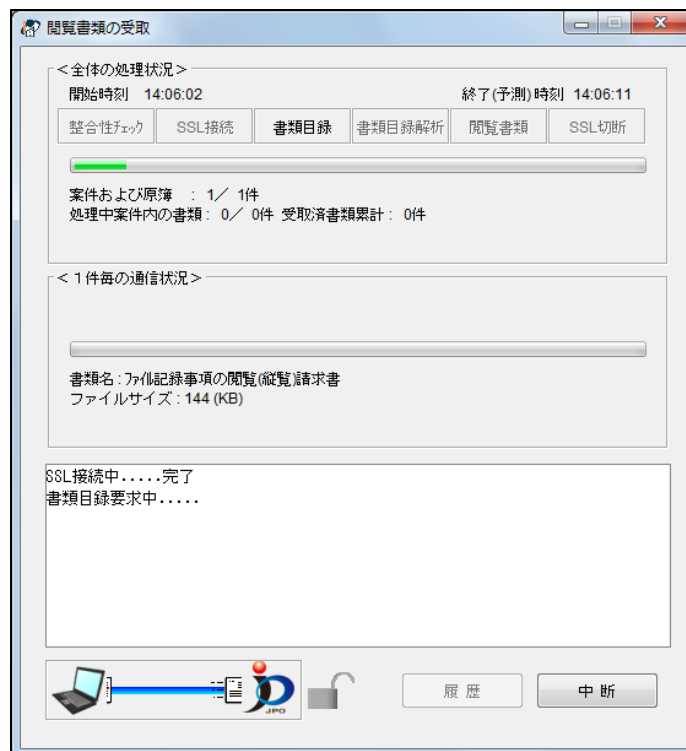 閲覧書類の受取
＜全体の処理状況＞
開始時刻 14:06:02 終了(予測)時刻 14:06:11
整合性ﾁｪｯｸ SSL接続 書類目録 書類目録解析 閲覧書類 SSL切断
案件および原簿 : 1／ 1件
処理中案件内の書類: 0／ 0件 受取済書類累計: 0件
＜１件毎の通信状況＞
書類名:ﾌｧｲﾙ記録事項の閲覧(縦覧)請求書
ファイルサイズ:144 (KB)
SSL接続中.....完了
書類目録要求中.....
JPO
履 歴 中 断